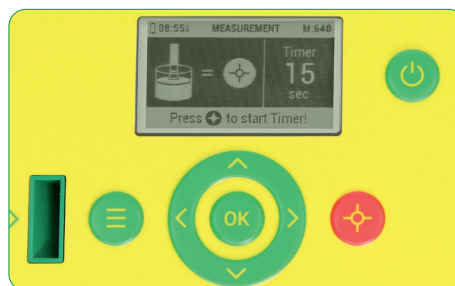 08:55 MEASUREMENT M:640
Timer
15
sec
Press to start Timer!
OK